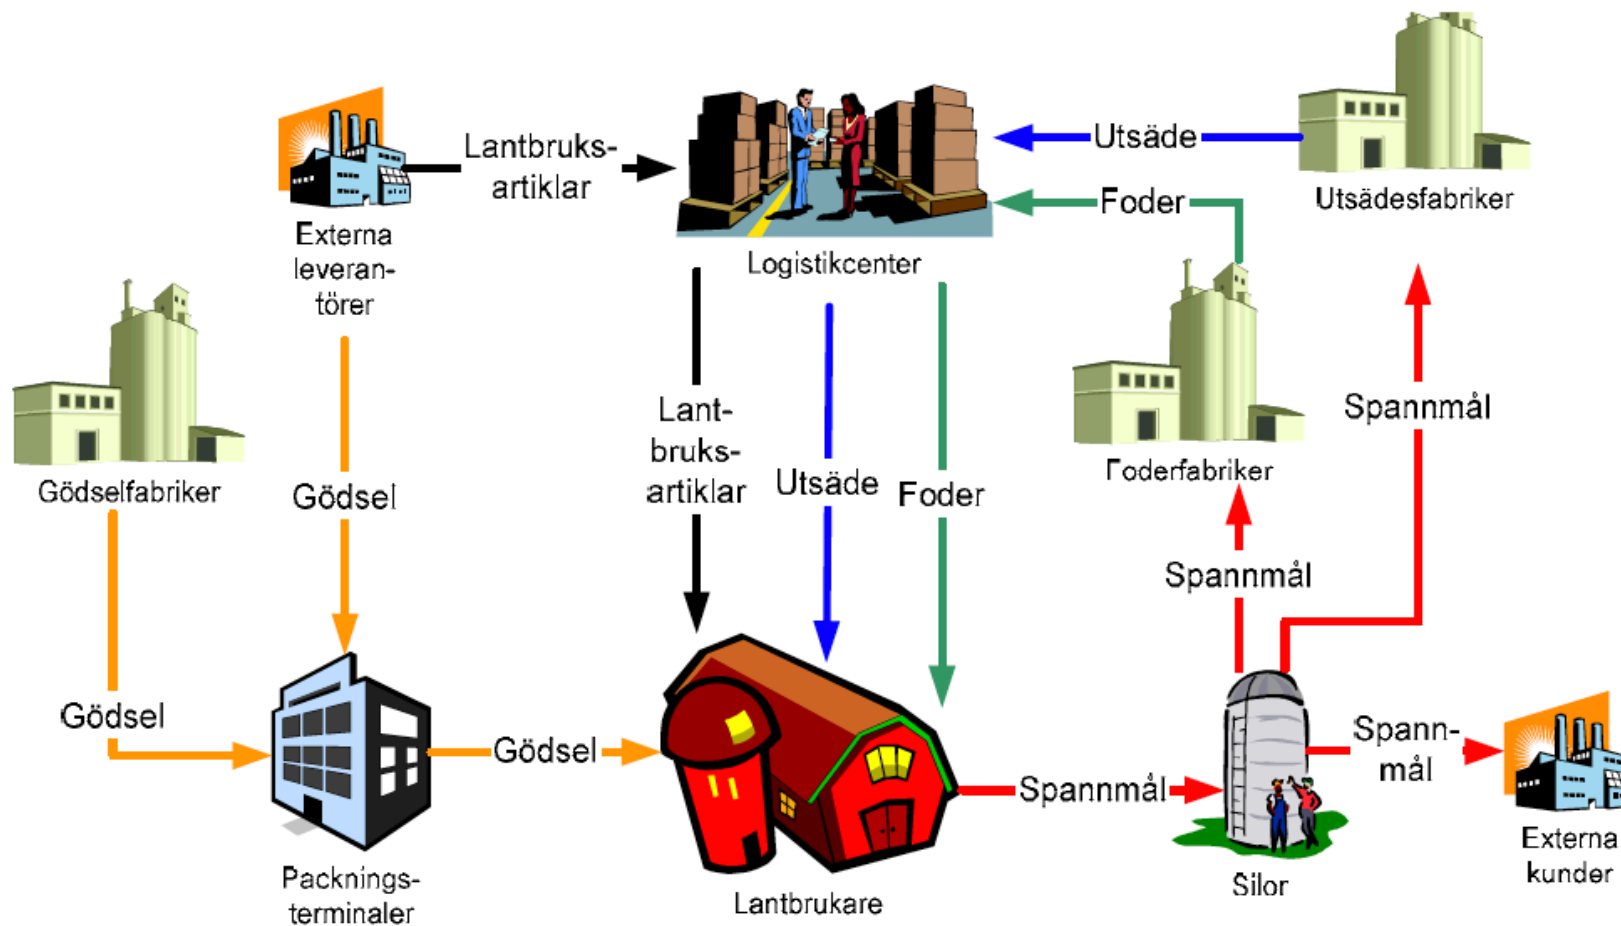 Lantbruks-
artiklar
Utsäde
Utsädesfabriker
Foder
Externa
leveran-
törer
Logistikcenter
Gödselfabriker
Gödsel
Lant-
bruks-
artiklar
Utsäde
Foder
Foderfabriker
Spannmål
Spannmål
Gödsel
Gödsel
Spannmål
Spann-
mål
Packnings-
terminaler
Lantbrukare
Silor
Externa
kunder